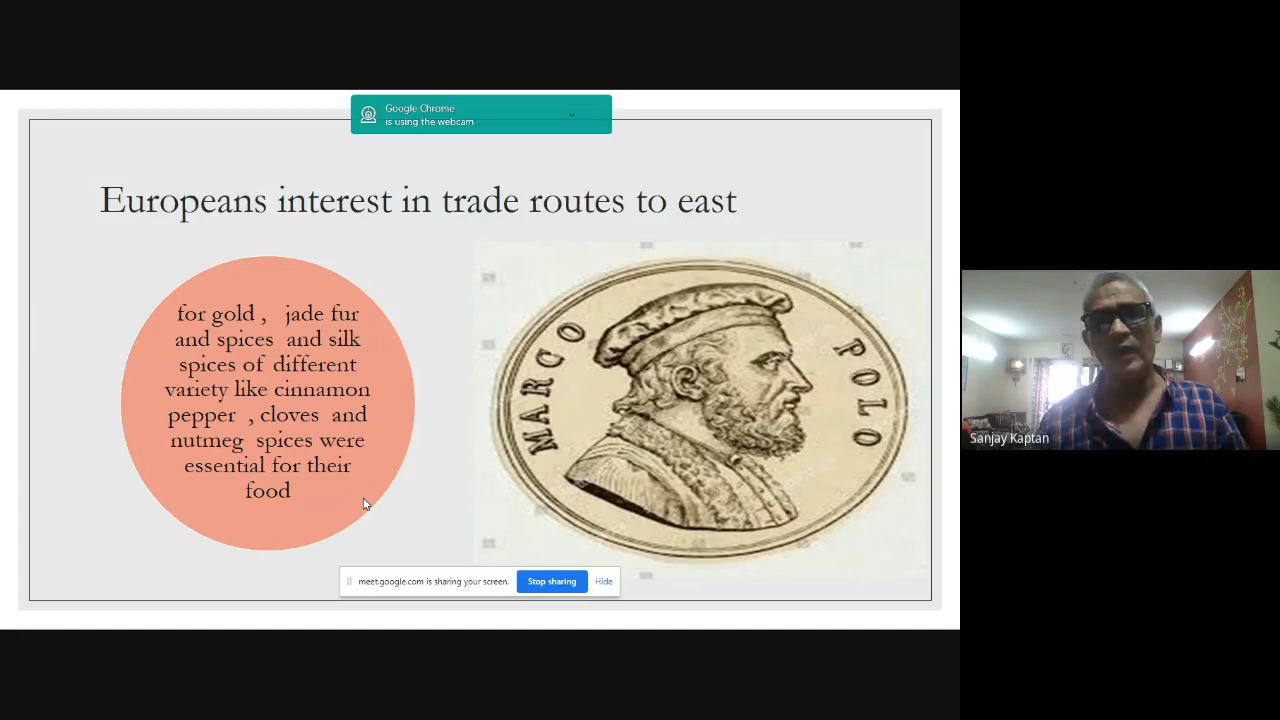 Google Chrome
is using the webcam
Europeans interest in trade routes to east
for gold , jade fur
and spices and silk
spices of different
variety like cinnamon
pepper , cloves and
nutmeg spices were
essential for their
food
MARCO POLO
meet.google.com is sharing your screen.
Stop sharing
Hide
Sanjay Kaptan